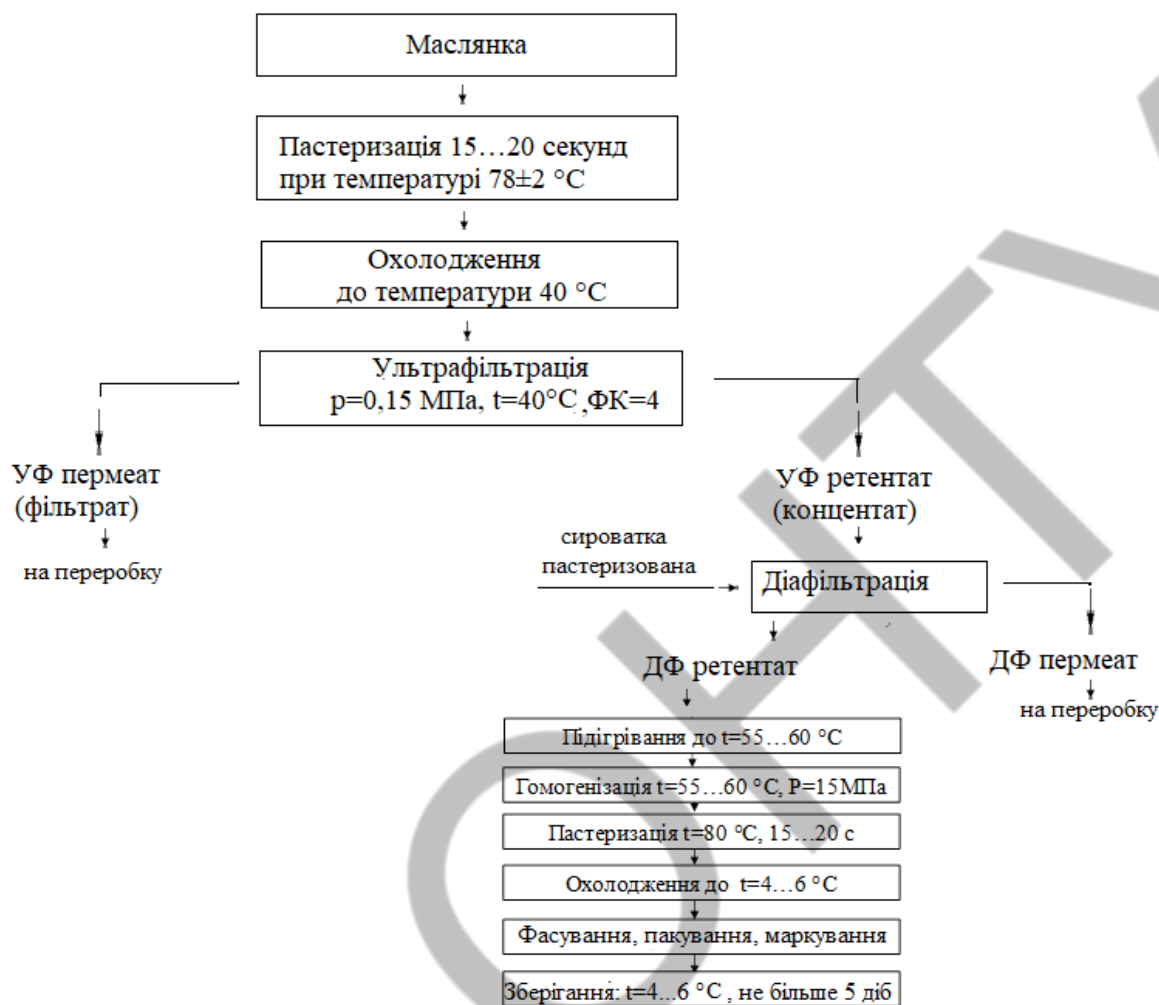 Маслянка
Пастеризація 15…20 секунд
при температурі 78±2 °C
Охолодження
до температури 40 °C
Ультрафільтрація
p=0,15 МПа, t=40°C ,ФК=4
УФ пермеат
(фільтрат)
на переробку
УФ ретентат
(концентат)
сироватка
пастеризована
Діафільтрація
ДФ ретентат
ДФ пермеат
на переробку
Підігрівання до t=55…60 °C
Гомогенізація t=55…60 °C, P=15МПа
Пастеризація t=80 °C, 15…20 с
Охолодження до t=4…6 °C
Фасування, пакування, маркування
Зберігання: t=4...6 °C , не більше 5 діб
ОНТУ